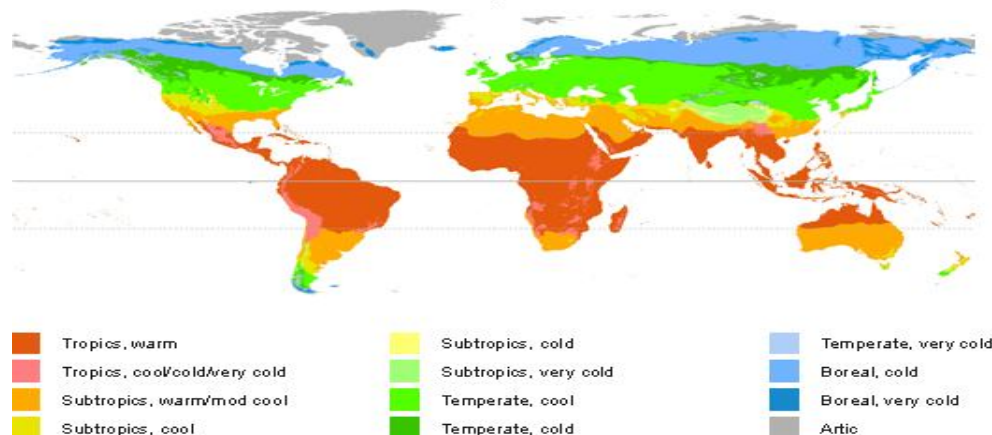 Tropics, warm
Tropics, cool/cold/very cold
Subtropics, warm/mod cool
Subtropics, cool
Subtropics, cold
Subtropics, very cold
Temperate, cool
Temperate, cold
Temperate, very cold
Boreal, cold
Boreal, very cold
Artic